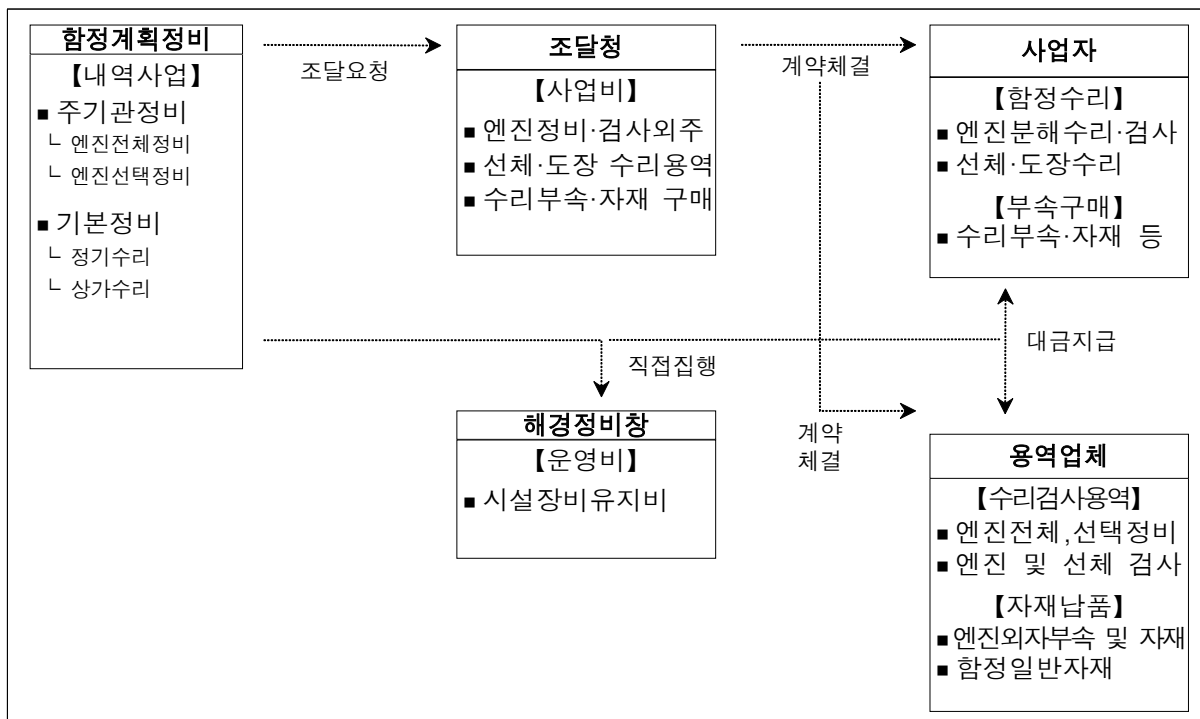 함정계획정비
【내역사업】
■ 주기관정비
└ 엔진전체정비
└ 엔진선택정비
■ 기본정비
└ 정기수리
└ 상가수리
조달요청
조달청
【사업비】
■ 엔진정비·검사외주
■ 선체·도장 수리용역
■ 수리부속·자재 구매
계약체결
사업자
【함정수리】
■ 엔진분해수리·검사
■ 선체·도장수리
【부속구매】
■ 수리부속·자재 등
직접집행
대금지급
해경정비창
【운영비】
■ 시설장비유지비
계약
체결
용역업체
【수리검사용역】
■ 엔진전체,선택정비
■ 엔진 및 선체 검사
【자재납품】
■ 엔진외자부속 및 자재
■ 함정일반자재